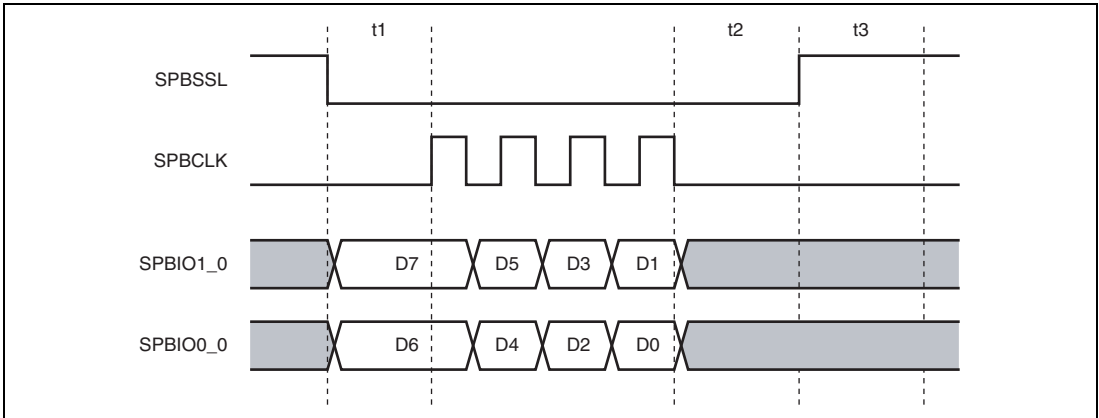 t1 t2 t3
SPBSSL
SPBCLK
SPBIO1_0 D7 D5 D3 D1
SPBIO0_0 D6 D4 D2 D0